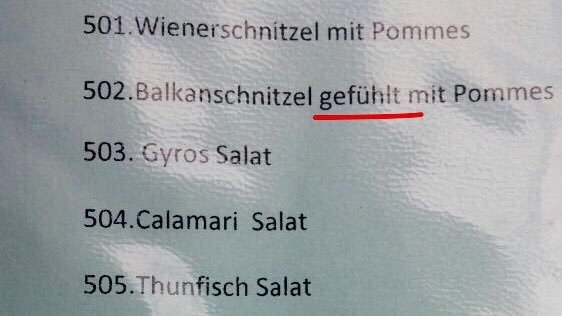 501.Wienerschnitzel mit Pommes
502.Balkanschnitzel gefühlt mit Pommes
503. Gyros Salat
504.Calamari Salat
505.Thunfisch Salat